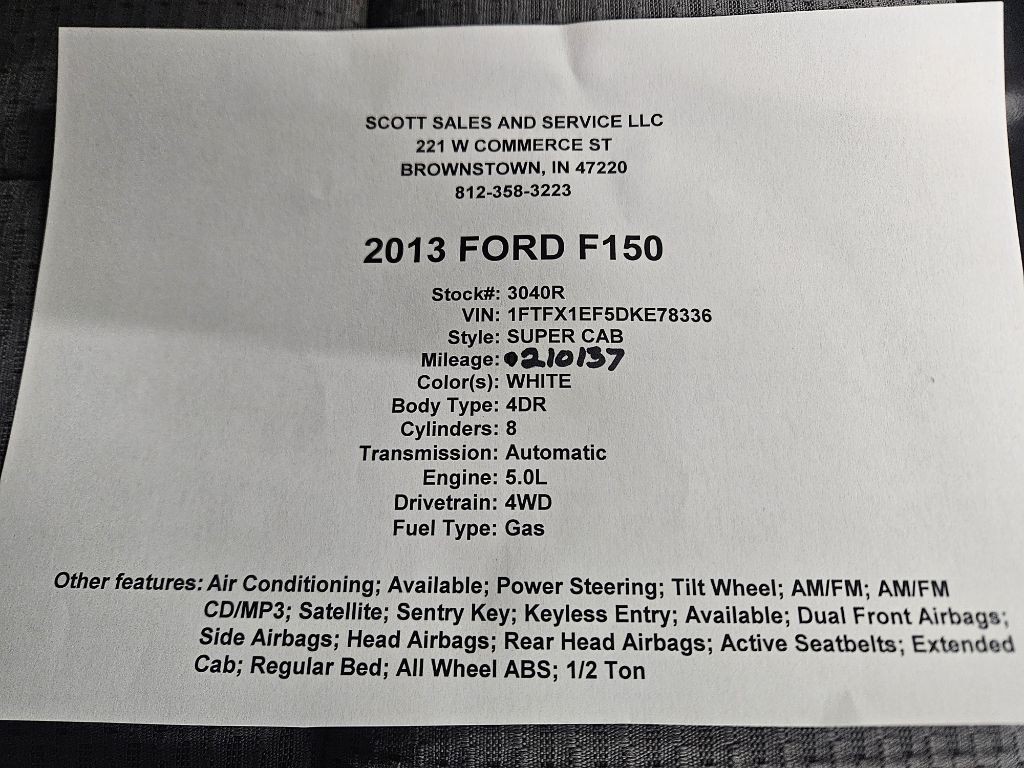 SCOTT SALES AND SERVICE LLC
221 W COMMERCE ST
BROWNSTOWN, IN 47220
812-358-3223
2013 FORD F150
Stock#: 3040R
VIN: 1FTFX1EF5DKE78336
Style: SUPER CAB
Mileage: 210137
Color(s): WHITE
Body Type: 4DR
Cylinders: 8
Transmission: Automatic
Engine: 5.0L
Drivetrain: 4WD
Fuel Type: Gas
Other features: Air Conditioning; Available; Power Steering; Tilt Wheel; AM/FM; AM/FM
CD/MP3; Satellite; Sentry Key; Keyless Entry; Available; Dual Front Airbags;
Side Airbags; Head Airbags; Rear Head Airbags; Active Seatbelts; Extended
Cab; Regular Bed; All Wheel ABS; 1/2 Ton